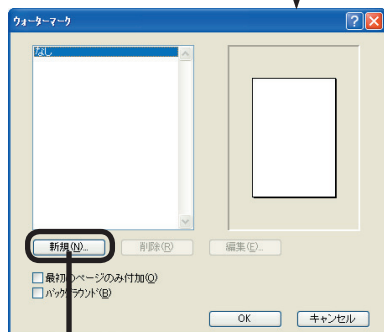 ウォーターマーク
なし
新規(N)... 削除(R) 編集(E)...
最初のページのみ付加(O)
バックグラウンド(B)
OK キャンセル